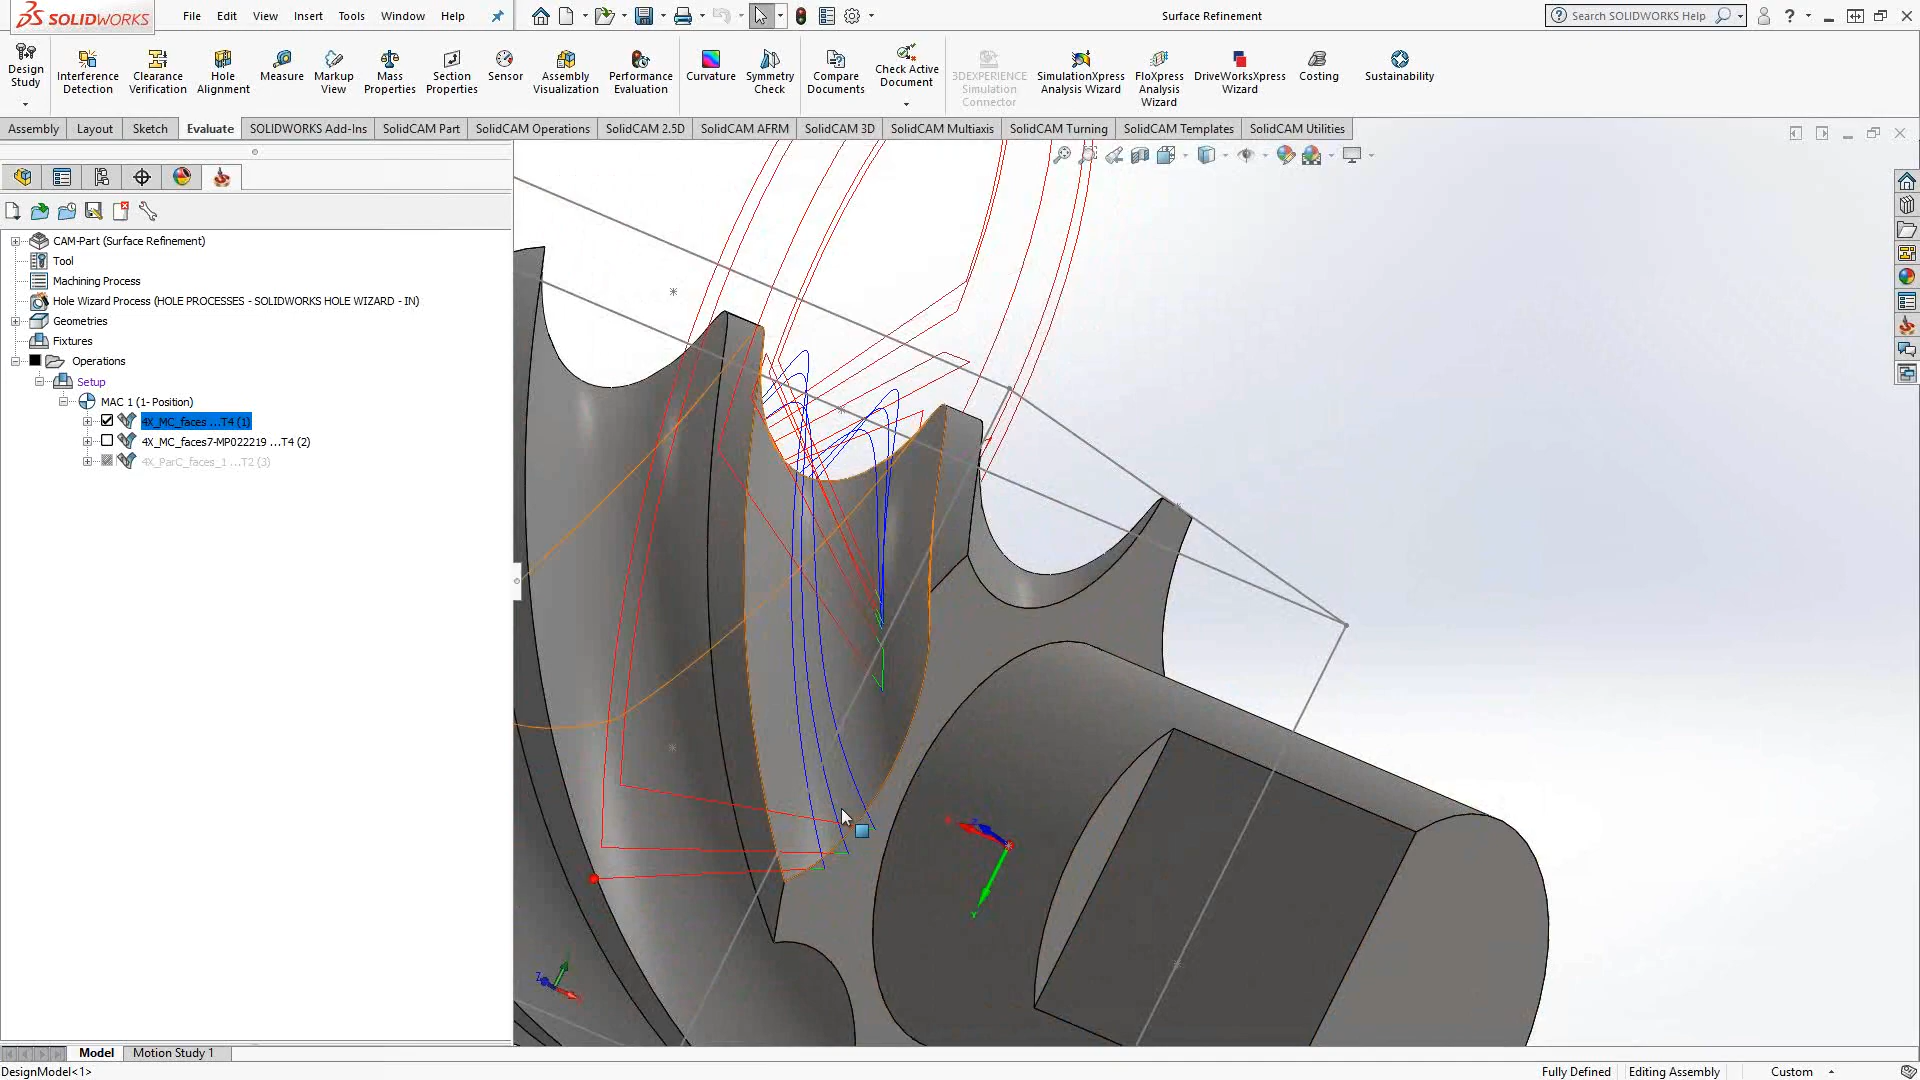 SOLIDWORKS
File Edit View Insert Tools Window Help
Surface Refinement
Search SOLIDWORKS Help
Design Study
Interference Detection
Clearance Verification
Hole Alignment
Measure
Markup View
Mass Properties
Section Properties
Sensor
Assembly Visualization
Performance Evaluation
Curvature
Symmetry Check
Compare Documents
Check Active Document
3DEXPERIENCE Simulation Connector
SimulationXpress Analysis Wizard
FloXpress Analysis Wizard
DriveWorksXpress Wizard
Costing
Sustainability
Assembly Layout Sketch Evaluate SOLIDWORKS Add-Ins SolidCAM Part SolidCAM Operations SolidCAM 2.5D SolidCAM AFRM SolidCAM 3D SolidCAM Multiaxis SolidCAM Turning SolidCAM Templates SolidCAM Utilities
CAM-Part (Surface Refinement)
Tool
Machining Process
Hole Wizard Process (HOLE PROCESSES - SOLIDWORKS HOLE WIZARD - IN)
Geometries
Fixtures
Operations
Setup
MAC 1 (1- Position)
4X_MC_faces ...T4 (1)
4X_MC_faces7-MP022219 ...T4 (2)
4X_ParC_faces_1 ...T2 (3)
Y
Z
Model Motion Study 1
DesignModel<1>
Fully Defined Editing Assembly Custom